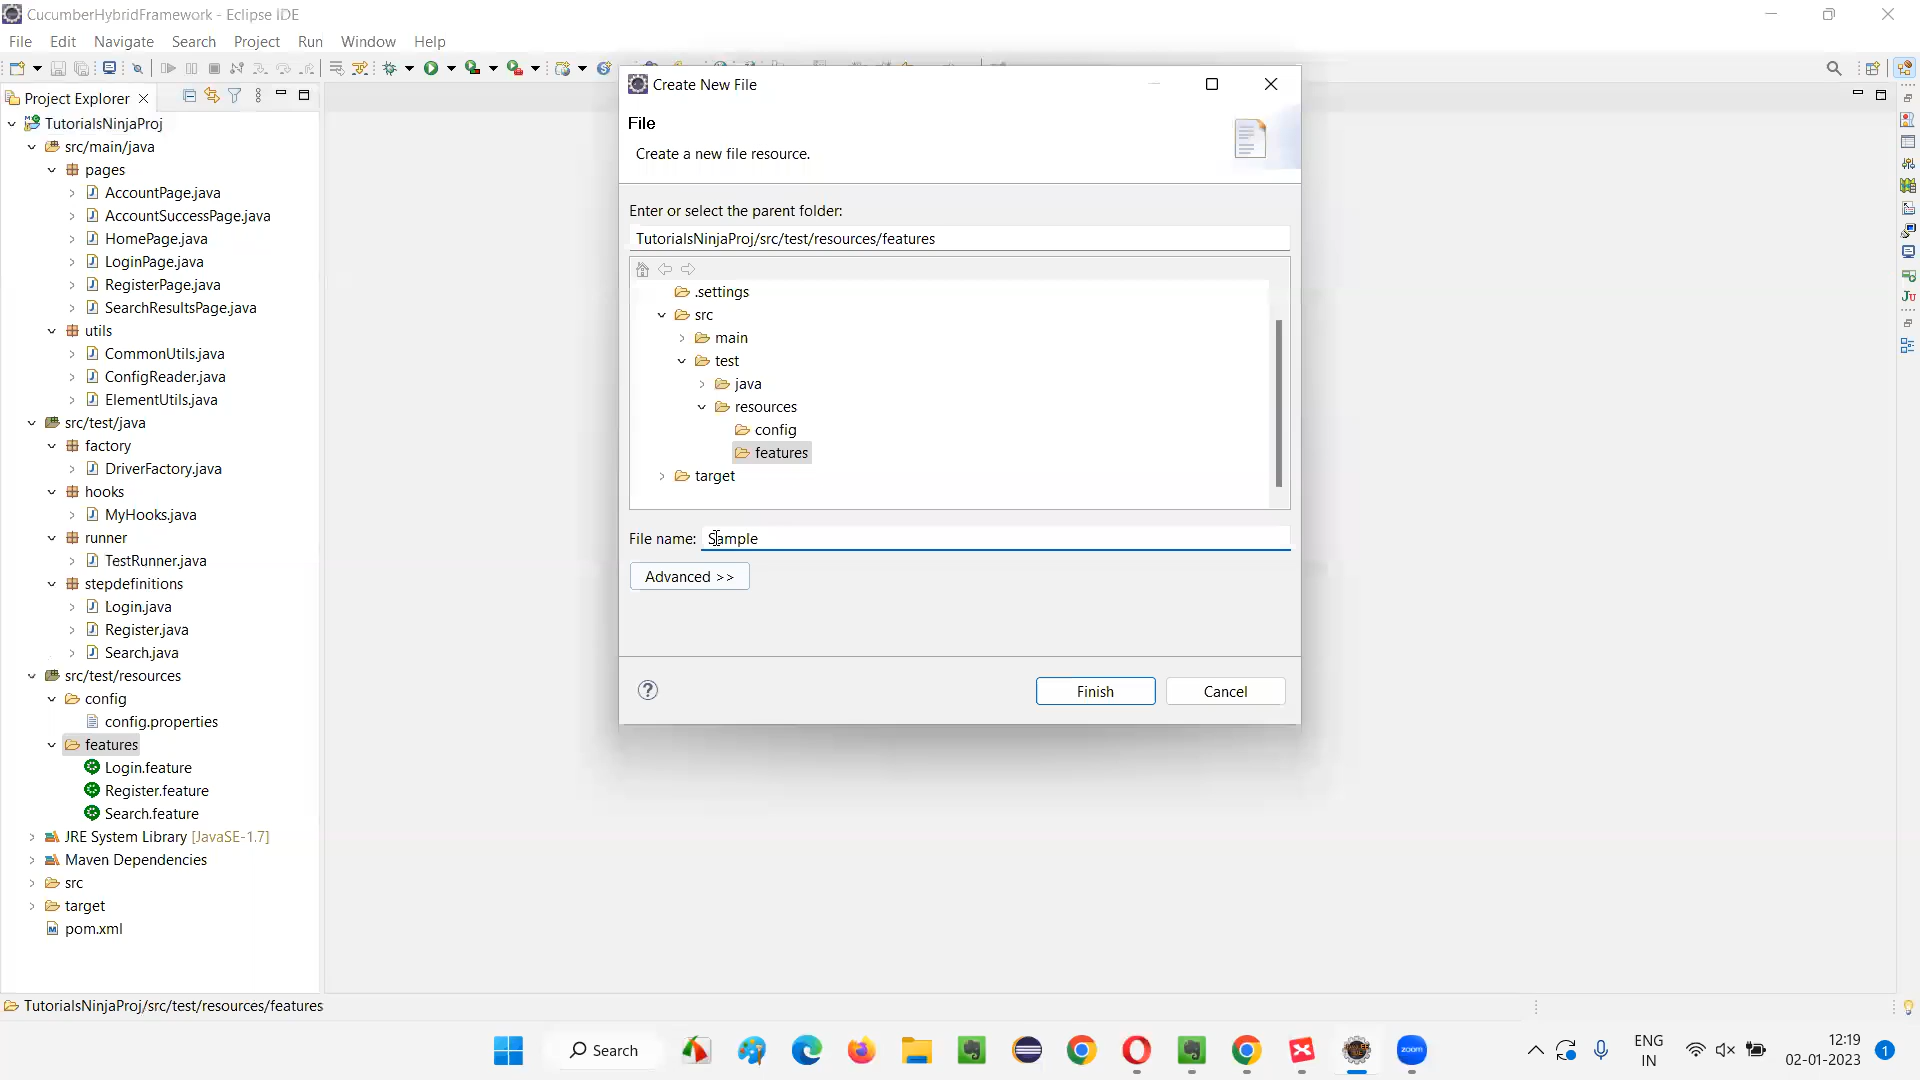 CucumberHybridFramework - Eclipse IDE
File Edit Navigate Search Project Run Window Help
Project Explorer
TutorialsNinjaProj
src/main/java
pages
AccountPage.java
AccountSuccessPage.java
HomePage.java
LoginPage.java
RegisterPage.java
SearchResultsPage.java
utils
CommonUtils.java
ConfigReader.java
ElementUtils.java
src/test/java
factory
DriverFactory.java
hooks
MyHooks.java
runner
TestRunner.java
stepdefinitions
Login.java
Register.java
Search.java
src/test/resources
config
config.properties
features
Login.feature
Register.feature
Search.feature
JRE System Library [JavaSE-1.7]
Maven Dependencies
src
target
pom.xml
Create New File
File
Create a new file resource.
Enter or select the parent folder:
TutorialsNinjaProj/src/test/resources/features
.settings
src
main
test
java
resources
config
features
target
File name: Sample
Advanced >>
Finish Cancel
TutorialsNinjaProj/src/test/resources/features
Search
zoom
ENG
IN
12:19
02-01-2023
1